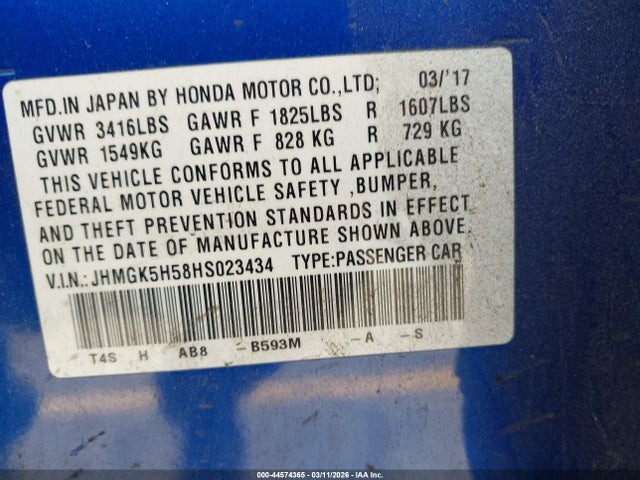 MFD.IN JAPAN BY HONDA MOTOR CO.,LTD; 03/'17
GVWR 3416LBS GAWR F 1825LBS R 1607LBS
GVWR 1549KG GAWR F 828 KG R 729 KG
THIS VEHICLE CONFORMS TO ALL APPLICABLE
FEDERAL MOTOR VEHICLE SAFETY ,BUMPER,
AND THEFT PREVENTION STANDARDS IN EFFECT
ON THE DATE OF MANUFACTURE SHOWN ABOVE.
V.I.N.: JHMGK5H58HS023434 TYPE:PASSENGER CAR
T4S H AB8 -B593M -A -S
000-44574365 | 03/11/2026 | IAA Inc.